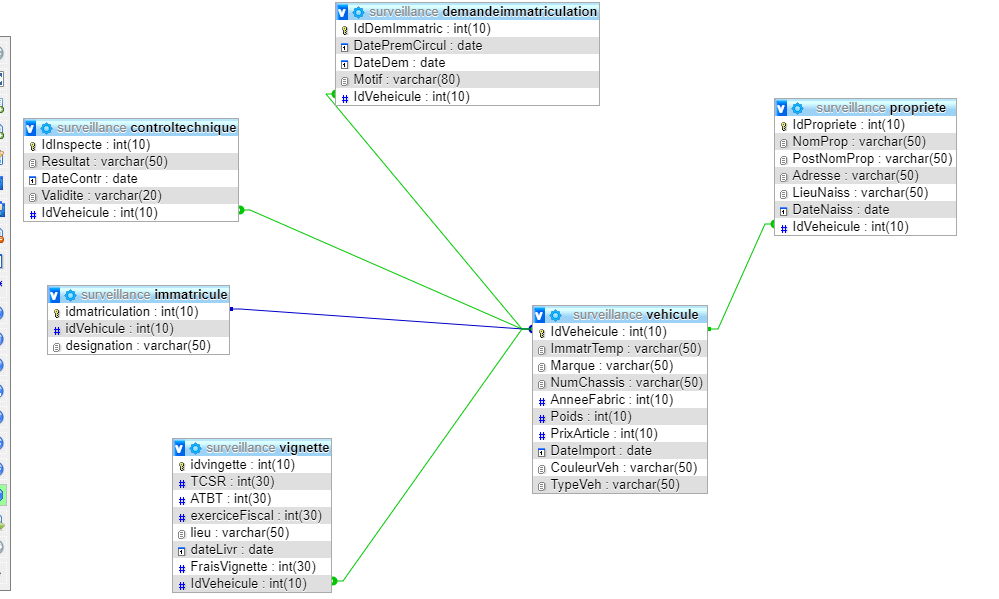 surveillance demandeimmatriculation
IdDemImmatric : int(10)
DatePremCircul : date
DateDem : date
Motif : varchar(80)
IdVeheicule : int(10)
surveillance controltechnique
IdInspecte : int(10)
Resultat : varchar(50)
DateContr : date
Validite : varchar(20)
IdVeheicule : int(10)
surveillance propriete
IdPropriete : int(10)
NomProp : varchar(50)
PostNomProp : varchar(50)
Adresse : varchar(50)
LieuNaiss : varchar(50)
DateNaiss : date
IdVeheicule : int(10)
surveillance immatricule
idmatriculation : int(10)
idVehicule : int(10)
designation : varchar(50)
surveillance vehicule
IdVeheicule : int(10)
ImmatrTemp : varchar(50)
Marque : varchar(50)
NumChassis : varchar(50)
AnneeFabric : int(10)
Poids : int(10)
PrixArticle : int(10)
DateImport : date
CouleurVeh : varchar(50)
TypeVeh : varchar(50)
surveillance vignette
idvingette : int(10)
TCSR : int(30)
ATBT : int(30)
exerciceFiscal : int(30)
lieu : varchar(50)
dateLivr : date
FraisVignette : int(30)
IdVeheicule : int(10)